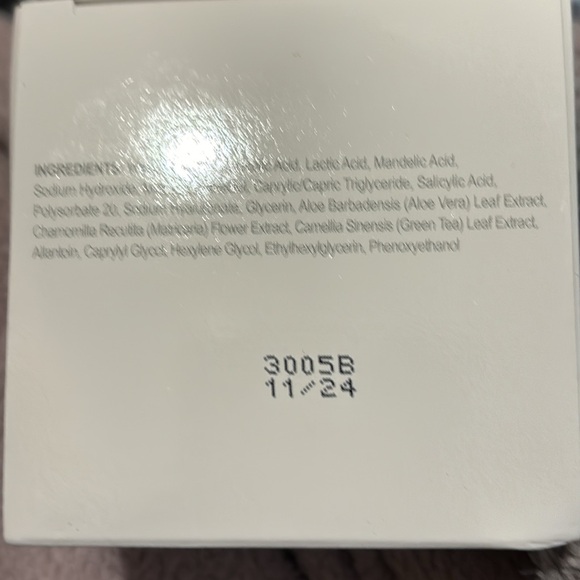 INGREDIENTS: Acid, Lactic Acid, Mandelic Acid,
Sodium Hydroxide, Caprylic/Capric Triglyceride, Salicylic Acid,
Polysorbate 20, Sodium Hyaluronate, Glycerin, Aloe Barbadensis (Aloe Vera) Leaf Extract,
Chamomilla Recutita (Matricaria) Flower Extract, Camellia Sinensis (Green Tea) Leaf Extract,
Allantoin, Caprylyl Glycol, Hexylene Glycol, Ethylhexylglycerin, Phenoxyethanol
3005B
11/24